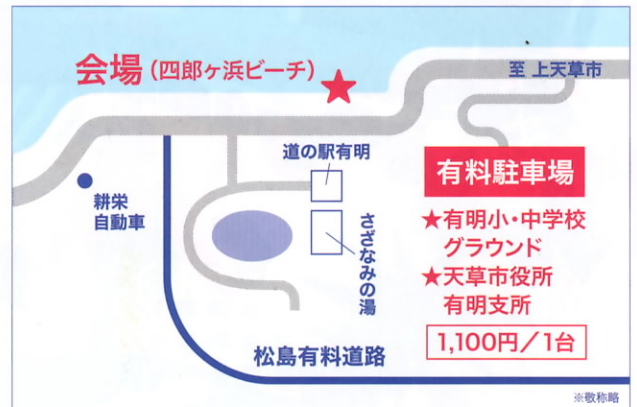 会場（四郎ヶ浜ビーチ）
至 上天草市
道の駅有明
有料駐車場
耕栄
自動車
さざなみの湯
★有明小・中学校
グラウンド
★天草市役所
有明支所
1,100円／1台
松島有料道路
※敬称略